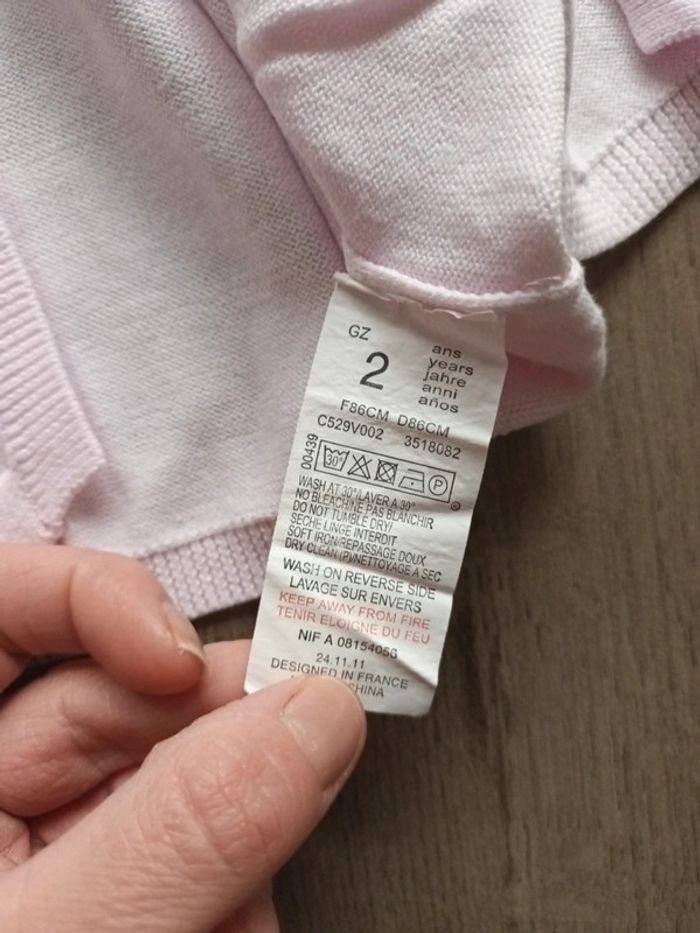 GZ
2
ans
years
jahre
anni
años
F86CM D86CM
C529V002 3518082
00439
30° P
WASH AT 30°/LAVER A 30°
NO BLEACH/NE PAS BLANCHIR
DO NOT TUMBLE DRY/
SECHE LINGE INTERDIT
SOFT IRON/REPASSAGE DOUX
DRY CLEAN (P)/NETTOYAGE A SEC
WASH ON REVERSE SIDE
LAVAGE SUR ENVERS
KEEP AWAY FROM FIRE
TENIR ELOIGNE DU FEU
NIF A 08154056
24.11.11
DESIGNED IN FRANCE
CHINA